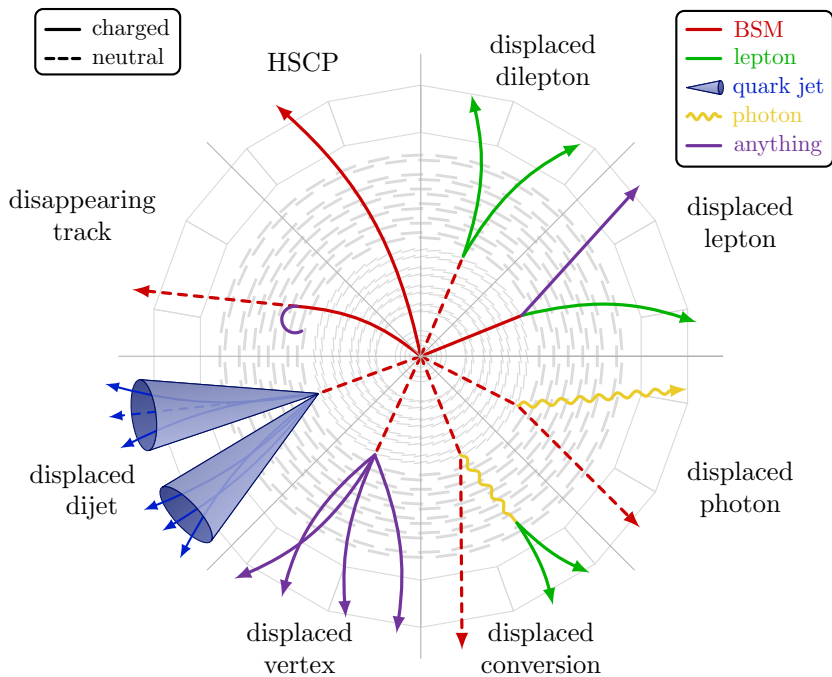 charged
neutral
HSCP
displaced
dilepton
BSM
lepton
quark jet
photon
anything
disappearing
track
displaced
lepton
displaced
dijet
displaced
photon
displaced
vertex
displaced
conversion